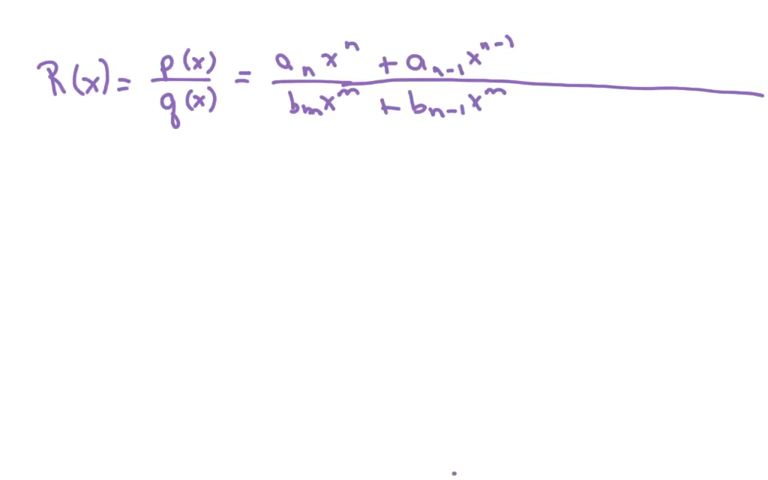 R(x) = p(x)/q(x) = (aₙxⁿ + aₙ₋₁xⁿ⁻¹)/(bₘxᵐ + bₙ₋₁xᵐ)